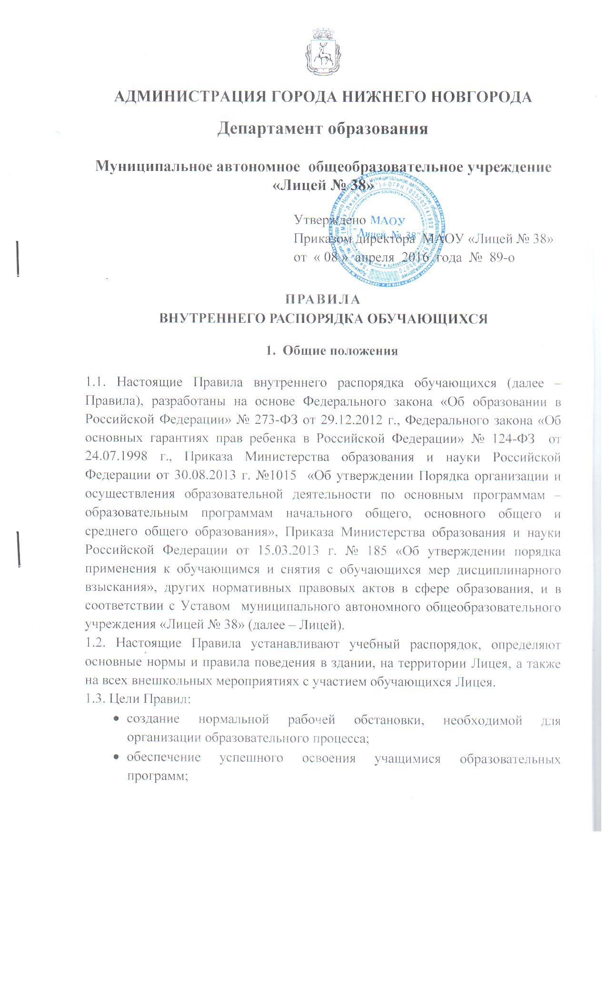 АДМИНИСТРАЦИЯ ГОРОДА НИЖНЕГО НОВГОРОДА
Департамент образования
Муниципальное автономное общеобразовательное учреждение
«Лицей № 38»
Утверждено
МАОУ
"Лицей № 38"
Приказом директора МАОУ «Лицей № 38»
от « 08 » апреля 2016 года № 89-о
ПРАВИЛА
ВНУТРЕННЕГО РАСПОРЯДКА ОБУЧАЮЩИХСЯ
1. Общие положения
1.1. Настоящие Правила внутреннего распорядка обучающихся (далее –
Правила), разработаны на основе Федерального закона «Об образовании в
Российской Федерации» № 273-ФЗ от 29.12.2012 г., Федерального закона «Об
основных гарантиях прав ребенка в Российской Федерации» № 124-ФЗ от
24.07.1998 г., Приказа Министерства образования и науки Российской
Федерации от 30.08.2013 г. №1015 «Об утверждении Порядка организации и
осуществления образовательной деятельности по основным программам –
образовательным программам начального общего, основного общего и
среднего общего образования», Приказа Министерства образования и науки
Российской Федерации от 15.03.2013 г. № 185 «Об утверждении порядка
применения к обучающимся и снятия с обучающихся мер дисциплинарного
взыскания», других нормативных правовых актов в сфере образования, и в
соответствии с Уставом муниципального автономного общеобразовательного
учреждения «Лицей № 38» (далее – Лицей).
1.2. Настоящие Правила устанавливают учебный распорядок, определяют
основные нормы и правила поведения в здании, на территории Лицея, а также
на всех внешкольных мероприятиях с участием обучающихся Лицея.
1.3. Цели Правил:
• создание нормальной рабочей обстановки, необходимой для
организации образовательного процесса;
• обеспечение успешного освоения учащимися образовательных
программ;